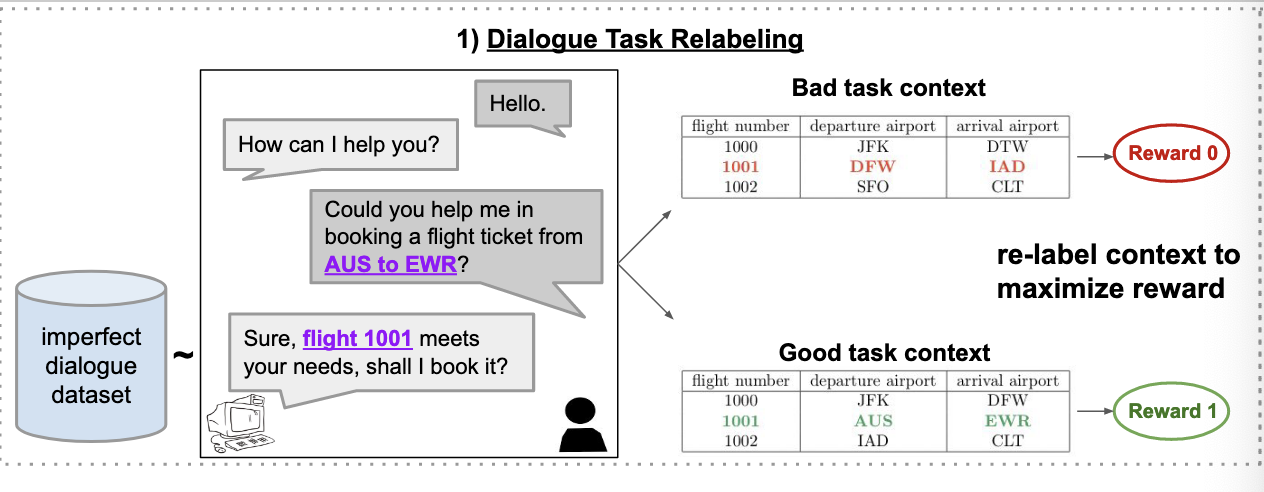 1) Dialogue Task Relabeling
Hello.
How can I help you?
Could you help me in
booking a flight ticket from
AUS to EWR?
Sure, flight 1001 meets
your needs, shall I book it?
imperfect
dialogue
dataset
~
Bad task context
flight number departure airport arrival airport
1000 JFK DTW
1001 DFW IAD
1002 SFO CLT
Reward 0
re-label context to
maximize reward
Good task context
flight number departure airport arrival airport
1000 JFK DFW
1001 AUS EWR
1002 IAD CLT
Reward 1